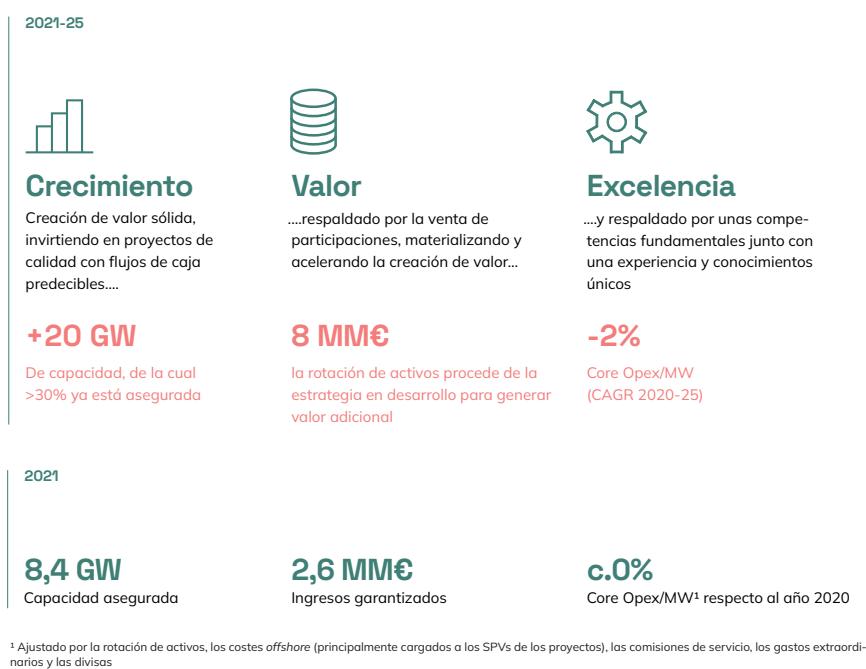 2021-25
Crecimiento
Creación de valor sólida,
invirtiendo en proyectos de
calidad con flujos de caja
predecibles....
+20 GW
De capacidad, de la cual
>30% ya está asegurada
Valor
....respaldado por la venta de
participaciones, materializando y
acelerando la creación de valor...
8 MM€
la rotación de activos procede de la
estrategia en desarrollo para generar
valor adicional
Excelencia
....y respaldado por unas compe-
tencias fundamentales junto con
una experiencia y conocimientos
únicos
-2%
Core Opex/MW
(CAGR 2020-25)
2021
8,4 GW
Capacidad asegurada
2,6 MM€
Ingresos garantizados
c.0%
Core Opex/MW¹ respecto al año 2020
¹ Ajustado por la rotación de activos, los costes offshore (principalmente cargados a los SPVs de los proyectos), las comisiones de servicio, los gastos extraordi-
narios y las divisas